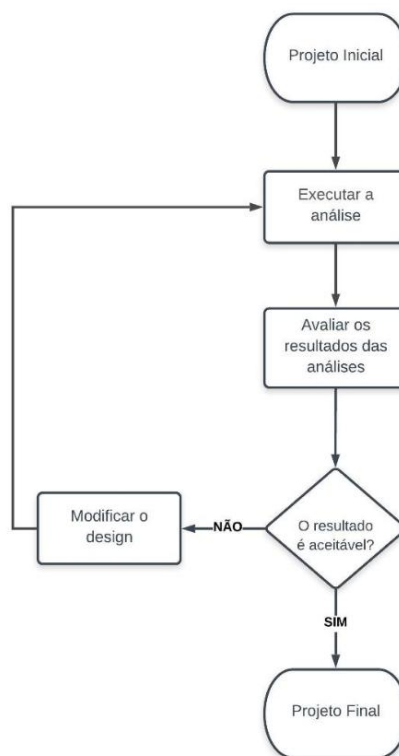 Projeto Inicial
Executar a
análise
Avaliar os
resultados das
análises
O resultado
é aceitável?
NÃO
Modificar o
design
SIM
Projeto Final